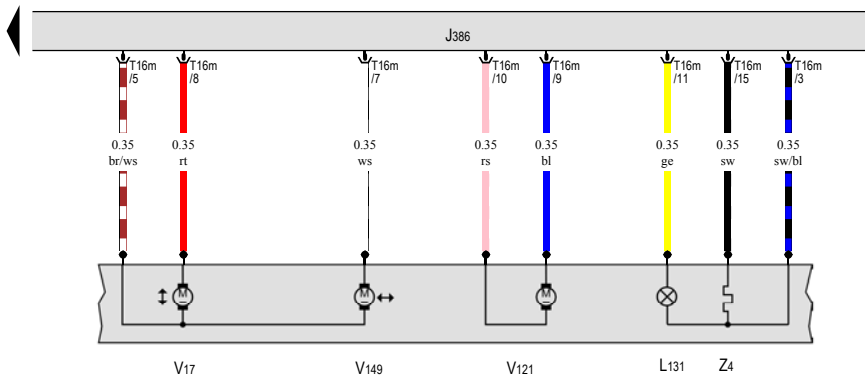 J386
T16m
/5
T16m
/8
T16m
/7
T16m
/10
T16m
/9
T16m
/11
T16m
/15
T16m
/3
0.35
br/ws
0.35
rt
0.35
ws
0.35
rs
0.35
bl
0.35
ge
0.35
sw
0.35
sw/bl
M
M
M
V17
V149
V121
L131
Z4